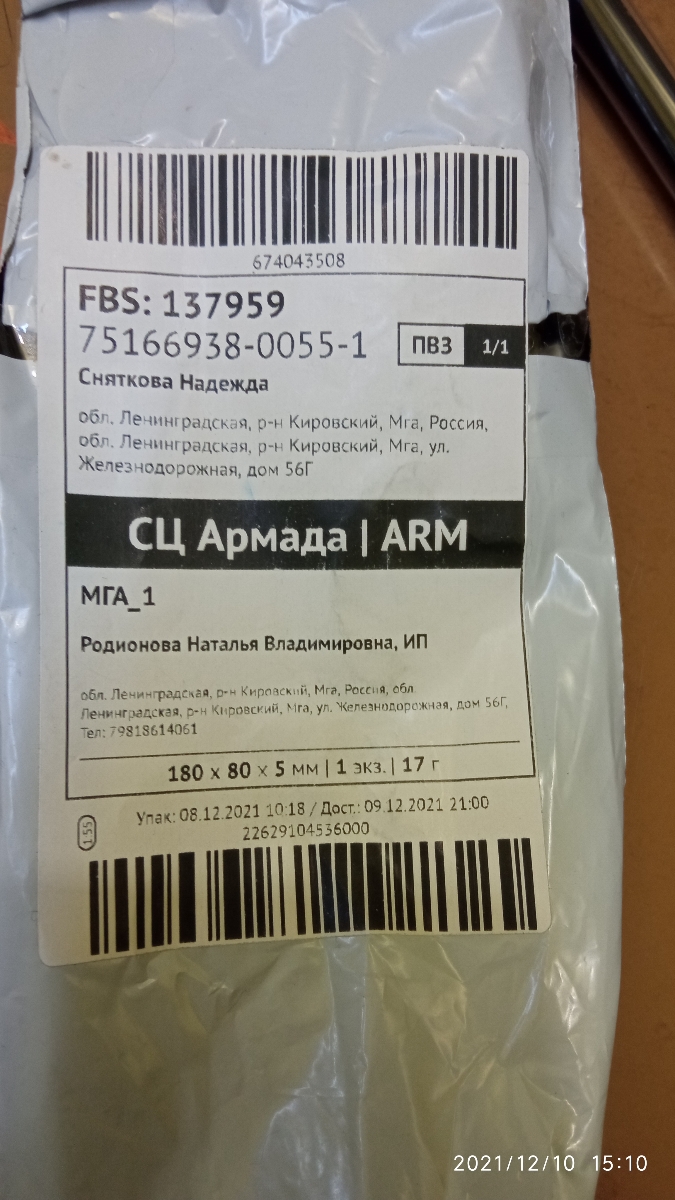 674043508
FBS: 137959
75166938-0055-1
ПВЗ 1/1
Сняткова Надежда
обл. Ленинградская, р-н Кировский, Мга, Россия,
обл. Ленинградская, р-н Кировский, Мга, ул.
Железнодорожная, дом 56Г
СЦ Армада | ARM
МГА_1
Родионова Наталья Владимировна, ИП
обл. Ленинградская, р-н Кировский, Мга, Россия, обл.
Ленинградская, р-н Кировский, Мга, ул. Железнодорожная, дом 56Г,
Тел: 79818614061
180 x 80 x 5 мм | 1 экз. | 17 г
Упак: 08.12.2021 10:18 / Дост.: 09.12.2021 21:00
1.55
22629104536000
2021/12/10 15:10